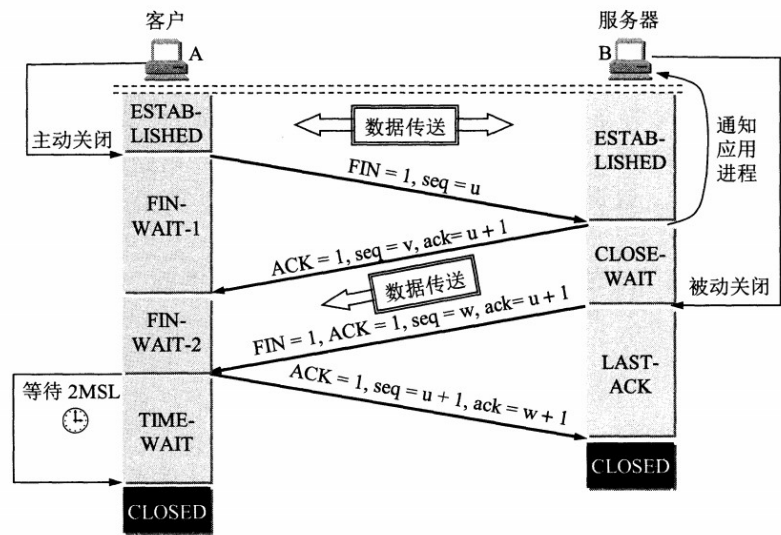 客户
服务器
A
B
ESTAB-
LISHED
数据传送
ESTAB-
LISHED
通知
应用
进程
主动关闭
FIN = 1, seq = u
FIN-
WAIT-1
ACK = 1, seq = v, ack= u + 1
CLOSE-
WAIT
数据传送
被动关闭
FIN-
WAIT-2
FIN = 1, ACK = 1, seq = w, ack= u + 1
LAST-
ACK
等待 2MSL
ACK = 1, seq = u + 1, ack = w + 1
TIME-
WAIT
CLOSED
CLOSED